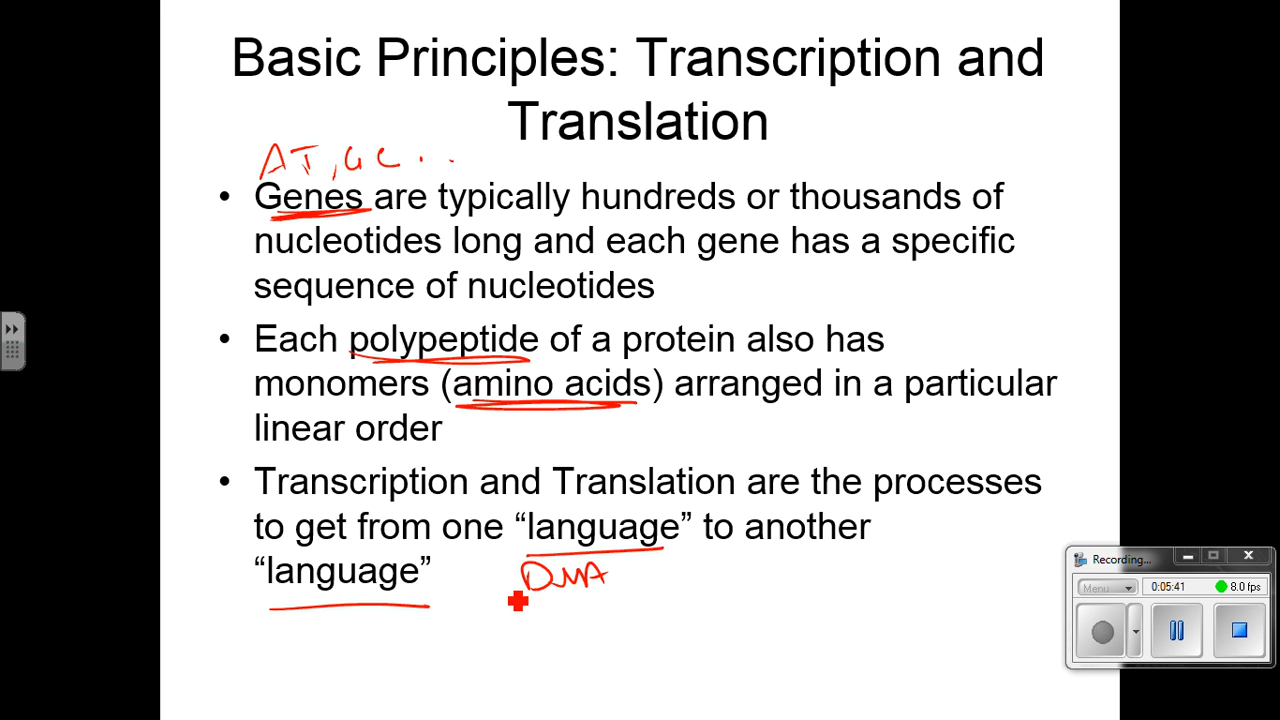 Basic Principles: Transcription and
Translation
AT, GC . ..
• Genes are typically hundreds or thousands of
nucleotides long and each gene has a specific
sequence of nucleotides
• Each polypeptide of a protein also has
monomers (amino acids) arranged in a particular
linear order
• Transcription and Translation are the processes
to get from one “language” to another
“language”
DNA
Recording...
Menu
0:05:41
8.0 fps